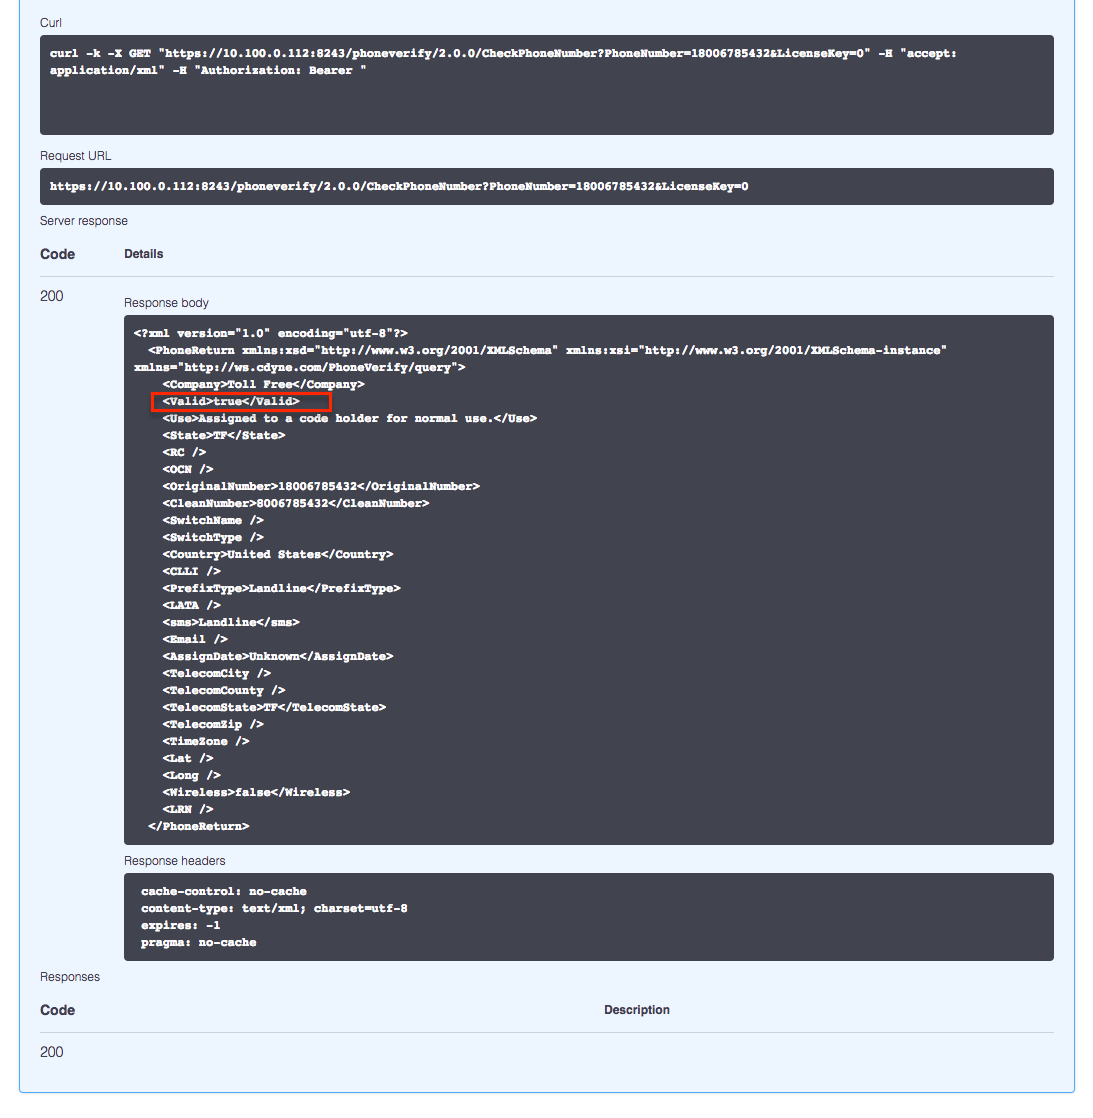 Curl
curl -k -X GET "https://10.100.0.112:8243/phoneverify/2.0.0/CheckPhoneNumber?PhoneNumber=18006785432&LicenseKey=0" -H "accept:
application/xml" -H "Authorization: Bearer "
Request URL
https://10.100.0.112:8243/phoneverify/2.0.0/CheckPhoneNumber?PhoneNumber=18006785432&LicenseKey=0
Server response
Code Details
200
Response body
<?xml version="1.0" encoding="utf-8"?>
<PhoneReturn xmlns:xsd="http://www.w3.org/2001/XMLSchema" xmlns:xsi="http://www.w3.org/2001/XMLSchema-instance"
xmlns="http://ws.cdyne.com/PhoneVerify/query">
<Company>Toll Free</Company>
<Valid>true</Valid>
<Use>Assigned to a code holder for normal use.</Use>
<State>TF</State>
<RC />
<OCN />
<OriginalNumber>18006785432</OriginalNumber>
<CleanNumber>8006785432</CleanNumber>
<SwitchName />
<SwitchType />
<Country>United States</Country>
<CLLI />
<PrefixType>Landline</PrefixType>
<LATA />
<sms>Landline</sms>
<Email />
<AssignDate>Unknown</AssignDate>
<TelecomCity />
<TelecomCounty />
<TelecomState>TF</TelecomState>
<TelecomZip />
<TimeZone />
<Lat />
<Long />
<Wireless>false</Wireless>
<LRN />
</PhoneReturn>
Response headers
cache-control: no-cache
content-type: text/xml; charset=utf-8
expires: -1
pragma: no-cache
Responses
Code Description
200